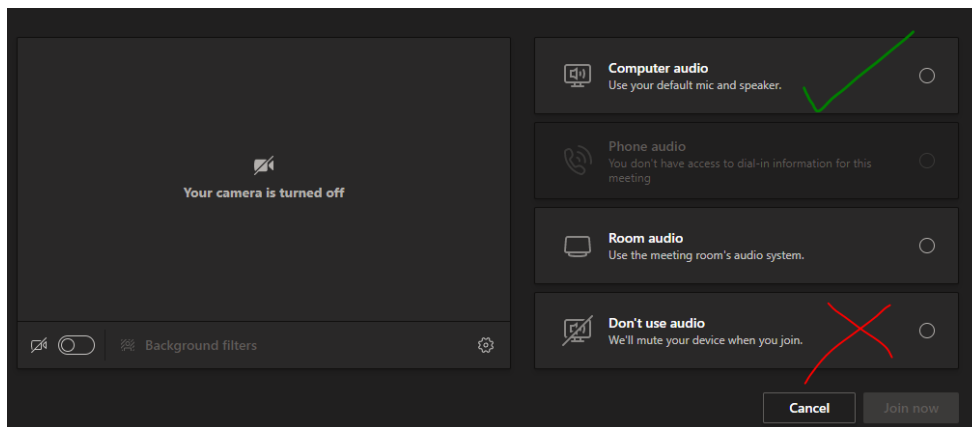 Your camera is turned off
Background filters
Computer audio
Use your default mic and speaker.
Phone audio
You don't have access to dial-in information for this
meeting
Room audio
Use the meeting room's audio system.
Don't use audio
We'll mute your device when you join.
Cancel
Join now